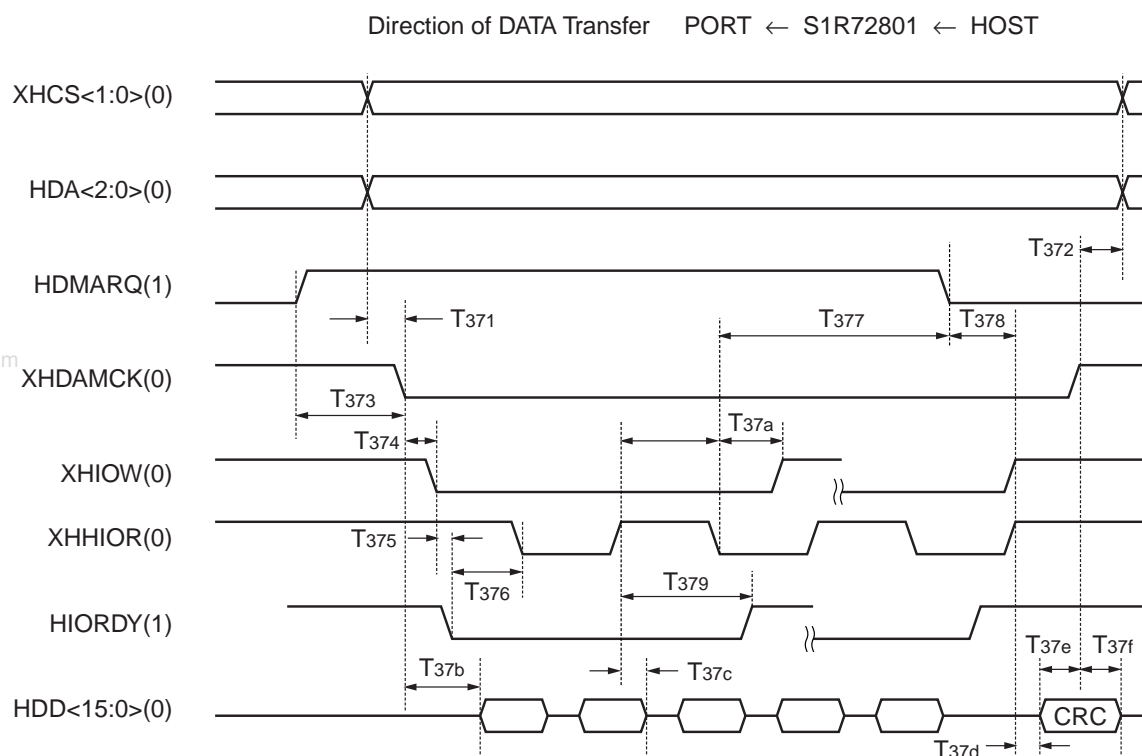 Direction of DATA Transfer PORT ← S1R72801 ← HOST
XHCS<1:0>(0)
HDA<2:0>(0)
T372
HDMARQ(1)
T371
T377
T378
m
XHDAMCK(0)
T373
T37a
T374
XHIOW(0)
XHHIOR(0)
T375
T376
T379
HIORDY(1)
T37b
T37c
T37e
T37f
HDD<15:0>(0)
CRC
T37d